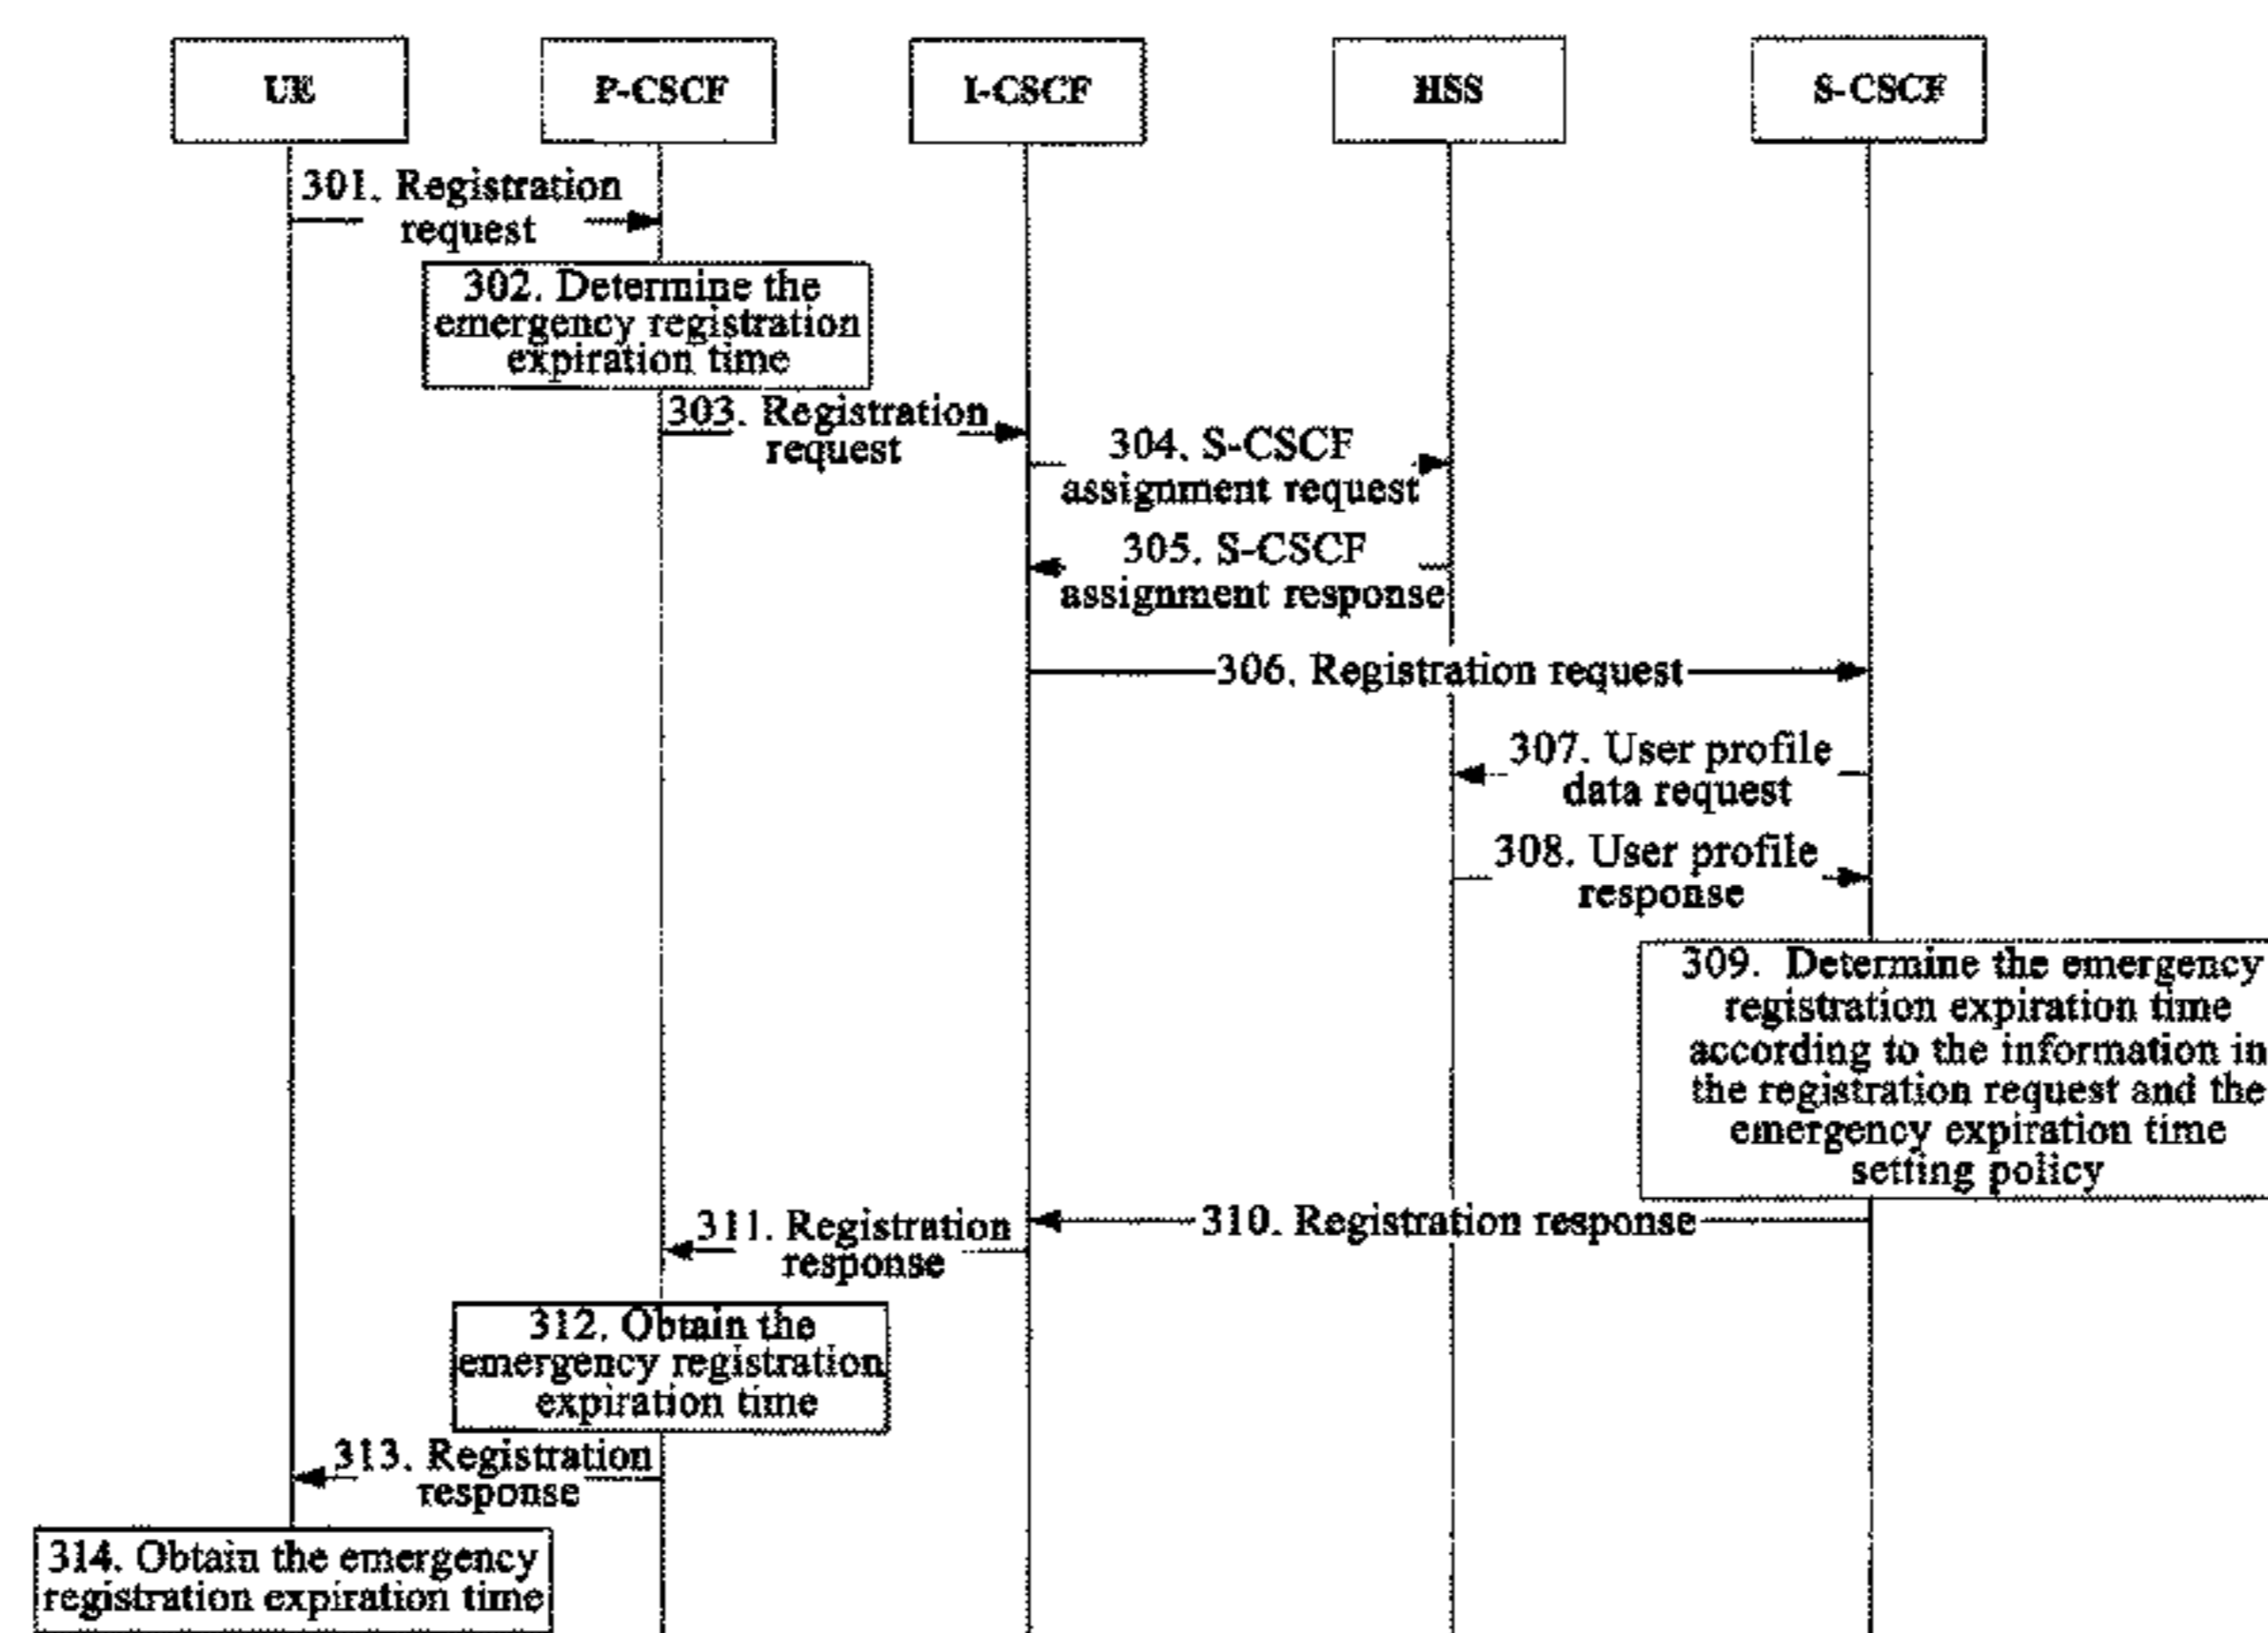 UE
P-CSCF
I-CSCF
HSS
S-CSCF
301. Registration
request
302. Determine the
emergency registration
expiration time
303. Registration
request
304. S-CSCF
assignment request
305. S-CSCF
assignment response
306. Registration request
307. User profile
data request
308. User profile
response
309. Determine the emergency
registration expiration time
according to the information in
the registration request and the
emergency expiration time
setting policy
310. Registration response
311. Registration
response
312. Obtain the
emergency registration
expiration time
313. Registration
response
314. Obtain the emergency
registration expiration time